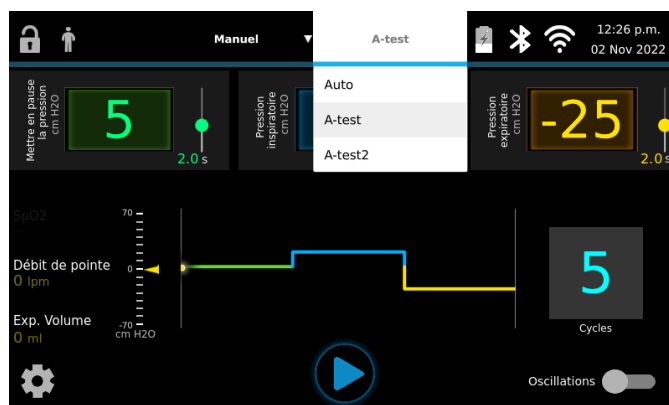 Manuel ▼
A-test
12:26 p.m.
02 Nov 2022
Auto
A-test
A-test2
Mettre en pause
la pression
cm H2O
5
2.0 s
Pression
inspiratoire
cm H2O
Pression
expiratoire
cm H2O
-25
2.0 s
SpO2
--
70
0
-70
cm H2O
Débit de pointe
0 lpm
Exp. Volume
0 ml
5
Cycles
Oscillations